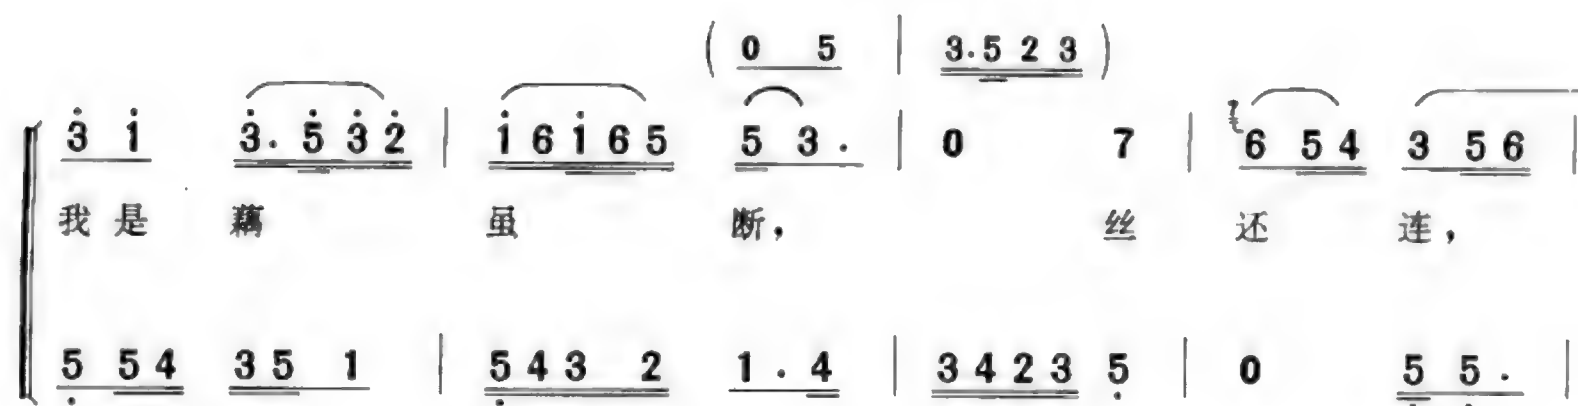 ( 0 5 | 3.5 2 3 )
3̇ 1̇ 3̇. 5̇ 3̇ 2̇ | 1̇ 6 1̇ 6 5 5 3. | 0 7 | 7 6 5 4 3 5 6 |
我是 藕 虽 断, 丝 还 连,
5̣ 5 4 3 5 1 | 5̣ 4 3 2 1. 4 | 3 4 2 3 5̣ | 0 5̣ 5̣. |